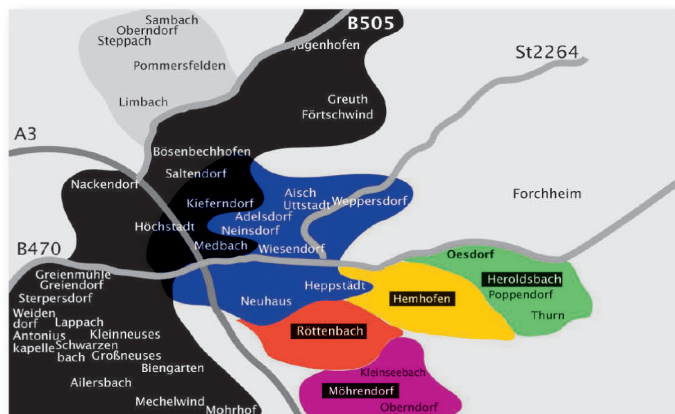 Sambach
Oberndorf
Steppach
B505
Jugenhofen
St2264
Pommersfelden
Limbach
Greuth
Förtschwind
A3
Bösenbechhofen
Saltendorf
Nackendorf
Kieferndorf
Aisch
Uttstadt
Weppersdorf
Forchheim
Adelsdorf
Neinsdorf
Höchstadt
Medbach
Wiesendorf
B470
Oesdorf
Greienmühle
Greiendorf
Sterpersdorf
Heppstädt
Heroldsbach
Poppendorf
Neuhaus
Hemhofen
Thurn
Weiden
dorf
Lappach
Antonius
kapelle
Kleinneuses
Schwarzen
bach
Großneuses
Röttenbach
Biengarten
Ailersbach
Kleinseebach
Möhrendorf
Mechelwind
Mohrhof
Oberndorf